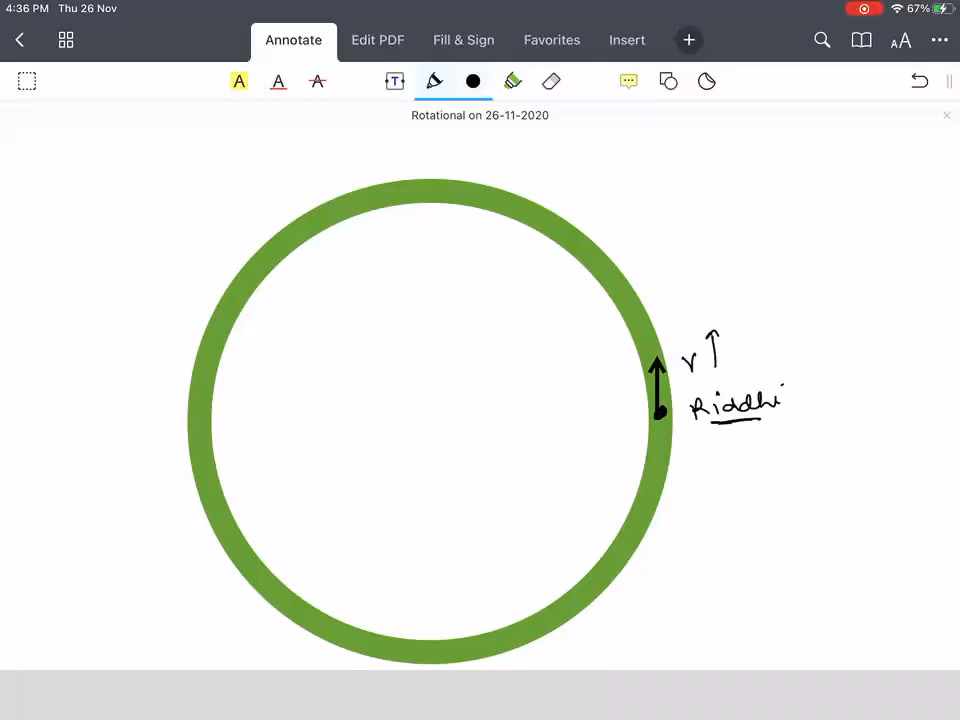 4:36 PM Thu 26 Nov
67%
Annotate Edit PDF Fill & Sign Favorites Insert
A A A T AA
Rotational on 26-11-2020
v
Riddhi